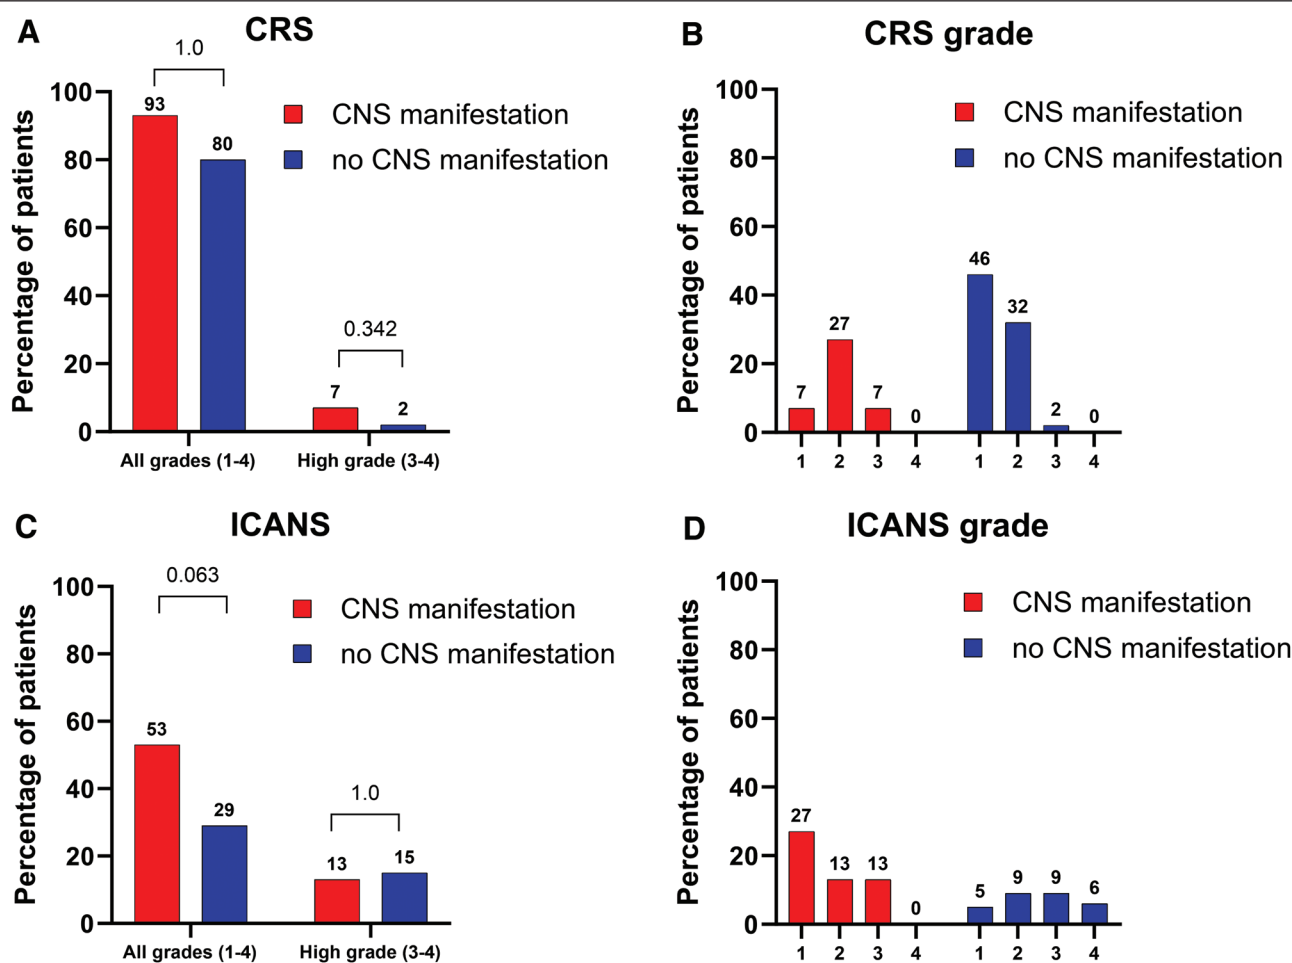 A
CRS
1.0
Percentage of patients
100
80
60
40
20
0
93
80
CNS manifestation
no CNS manifestation
0.342
7
2
All grades (1-4)
High grade (3-4)
B
CRS grade
Percentage of patients
100
80
60
40
20
0
CNS manifestation
no CNS manifestation
7
27
7
0
46
32
2
0
1 2 3 4 1 2 3 4
C
ICANS
0.063
Percentage of patients
100
80
60
40
20
0
CNS manifestation
no CNS manifestation
53
29
1.0
13
15
All grades (1-4)
High grade (3-4)
D
ICANS grade
Percentage of patients
100
80
60
40
20
0
CNS manifestation
no CNS manifestation
27
13
13
0
5
9
9
6
1 2 3 4 1 2 3 4